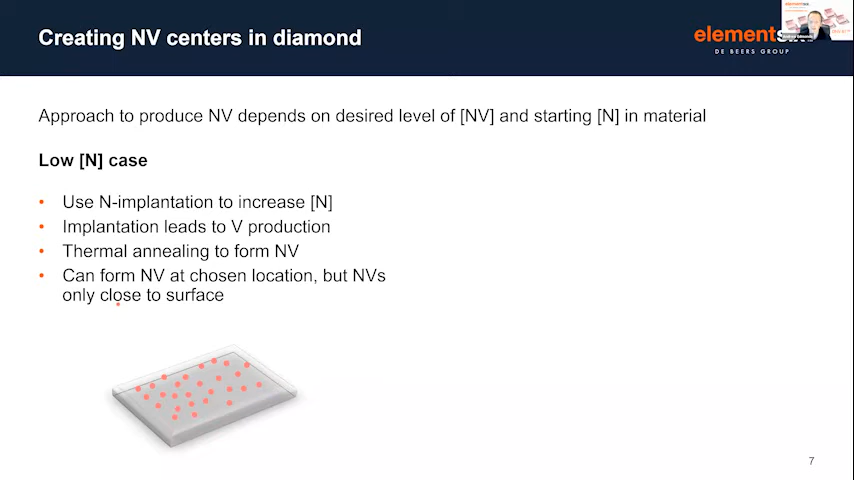 Creating NV centers in diamond
elementsix
DE BEERS GROUP
Approach to produce NV depends on desired level of [NV] and starting [N] in material
Low [N] case
• Use N-implantation to increase [N]
• Implantation leads to V production
• Thermal annealing to form NV
• Can form NV at chosen location, but NVs
only close to surface
7